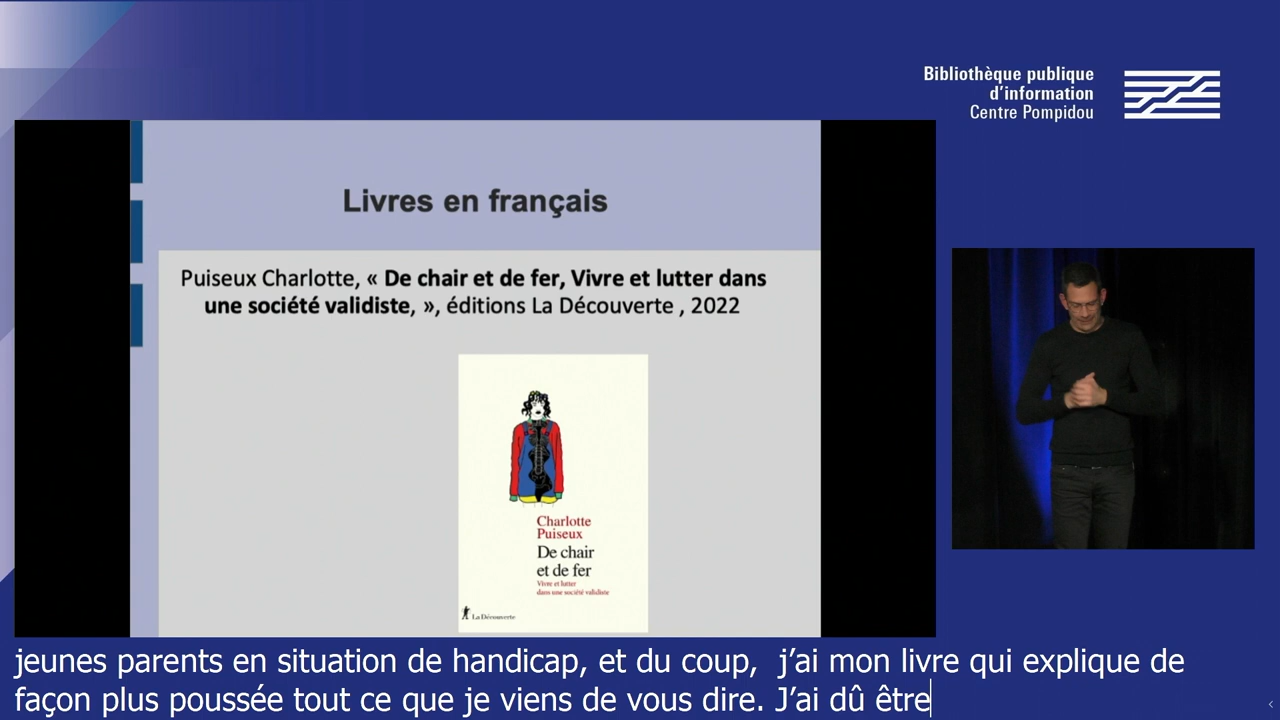 Bibliothèque publique
d'information
Centre Pompidou
Livres en français
Puiseux Charlotte, « De chair et de fer, Vivre et lutter dans
une société validiste, », éditions La Découverte , 2022
Charlotte
Puiseux
De chair
et de fer
Vivre et lutter
dans une société validiste
La Découverte
jeunes parents en situation de handicap, et du coup,  j'ai mon livre qui explique de
façon plus poussée tout ce que je viens de vous dire. J'ai dû être